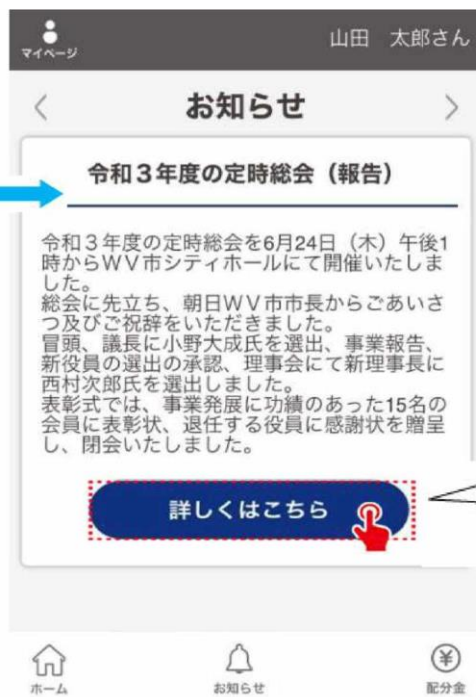 マイページ
山田 太郎さん
お知らせ
令和3年度の定時総会（報告）
令和3年度の定時総会を6月24日（木）午後1
時からWV市シティホールにて開催いたしま
した。
総会に先立ち、朝日WV市市長からごあいさ
つ及びご祝辞をいただきました。
冒頭、議長に小野大成氏を選出、事業報告、
新役員の選出の承認、理事会にて新理事長に
西村次郎氏を選出しました。
表彰式では、事業発展に功績のあった15名の
会員に表彰状、退任する役員に感謝状を贈呈
し、閉会いたしました。
詳しくはこちら
ホーム
お知らせ
配分金